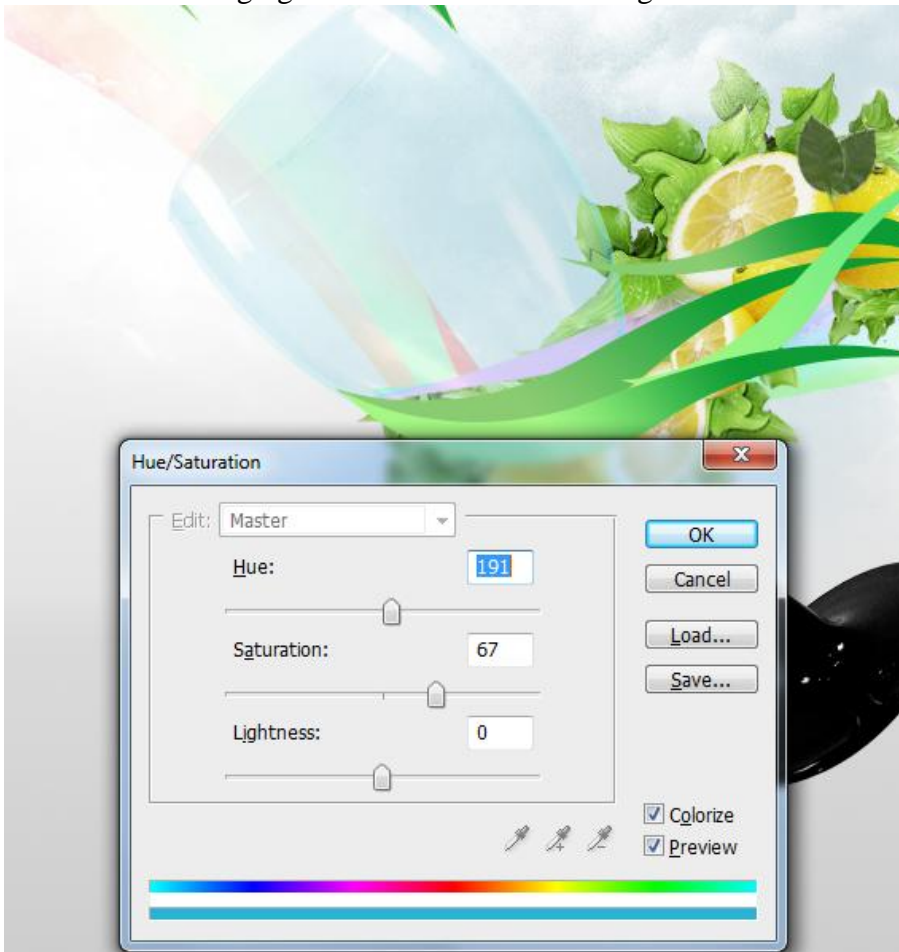 Hue/Saturation
Edit: Master
OK
Hue: 191
Cancel
Load...
Saturation: 67
Save...
Lightness: 0
Colorize
Preview